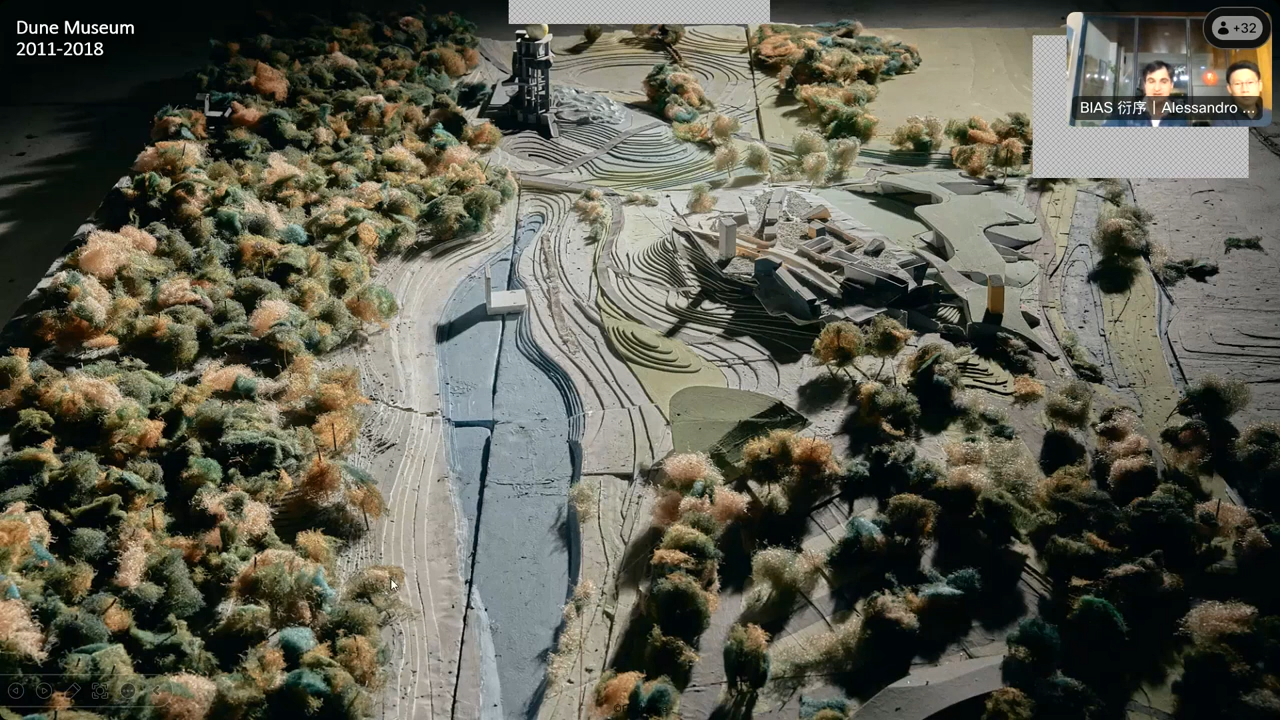 Dune Museum
2011-2018
+32
BIAS 衍序 | Alessandro ...